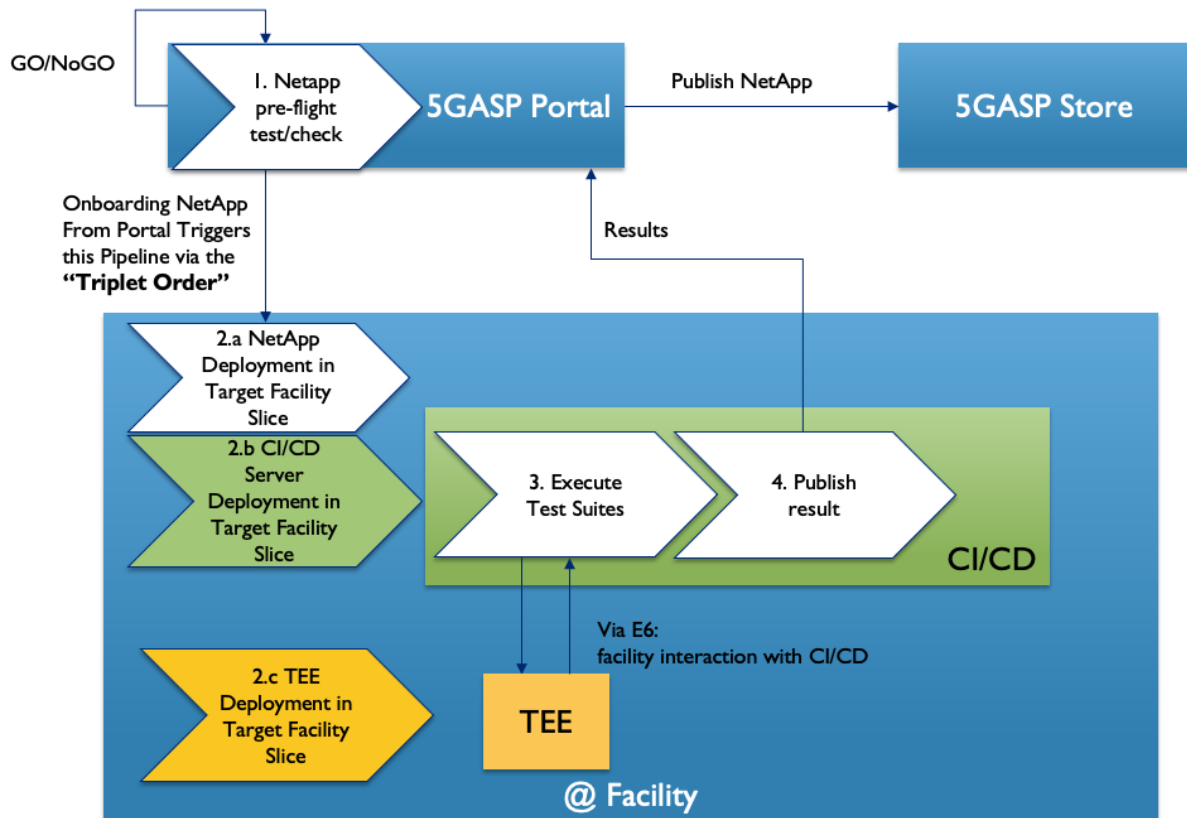 GO/NoGO
1. Netapp
pre-flight
test/check
5GASP Portal
Publish NetApp
5GASP Store
Onboarding NetApp
From Portal Triggers
this Pipeline via the
“Triplet Order”
Results
2.a NetApp
Deployment in
Target Facility
Slice
2.b CI/CD
Server
Deployment in
Target Facility
Slice
3. Execute
Test Suites
4. Publish
result
CI/CD
Via E6:
facility interaction with CI/CD
2.c TEE
Deployment in
Target Facility
Slice
TEE
@ Facility